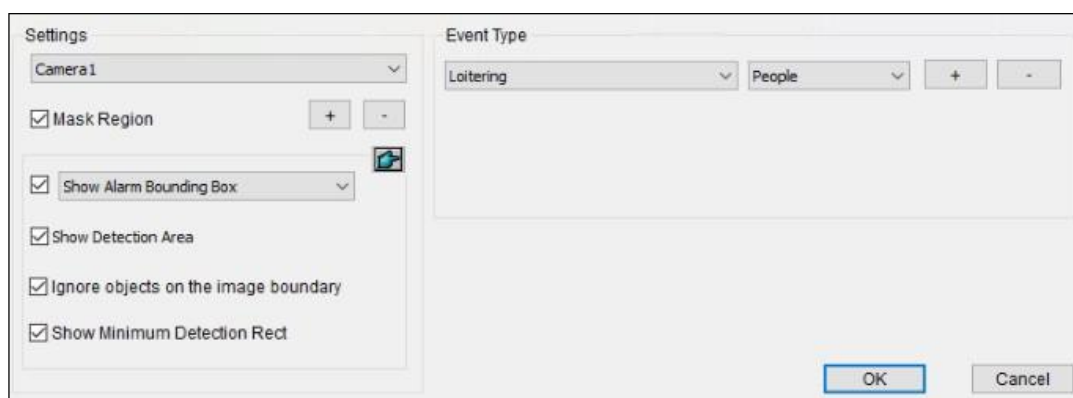 Settings
Camera1
Mask Region + -
Show Alarm Bounding Box
Show Detection Area
Ignore objects on the image boundary
Show Minimum Detection Rect
Event Type
Loitering People + -
OK Cancel